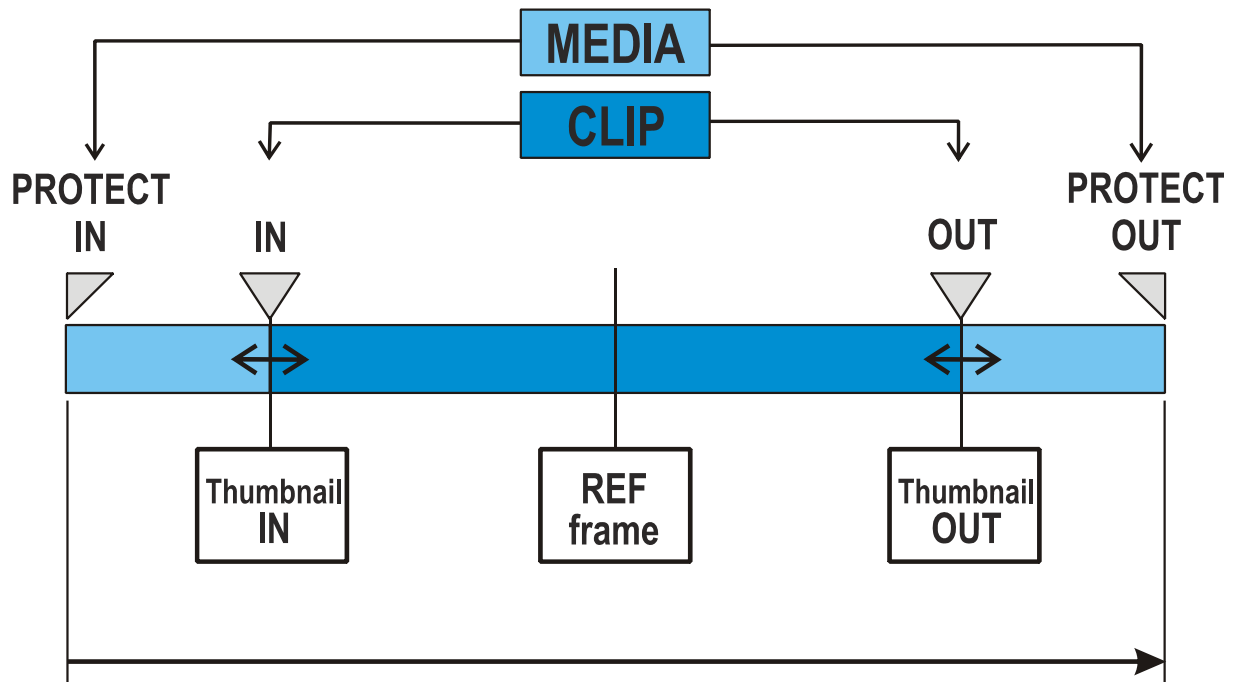 MEDIA
CLIP
PROTECT
IN
IN
OUT
PROTECT
OUT
Thumbnail
IN
REF
frame
Thumbnail
OUT